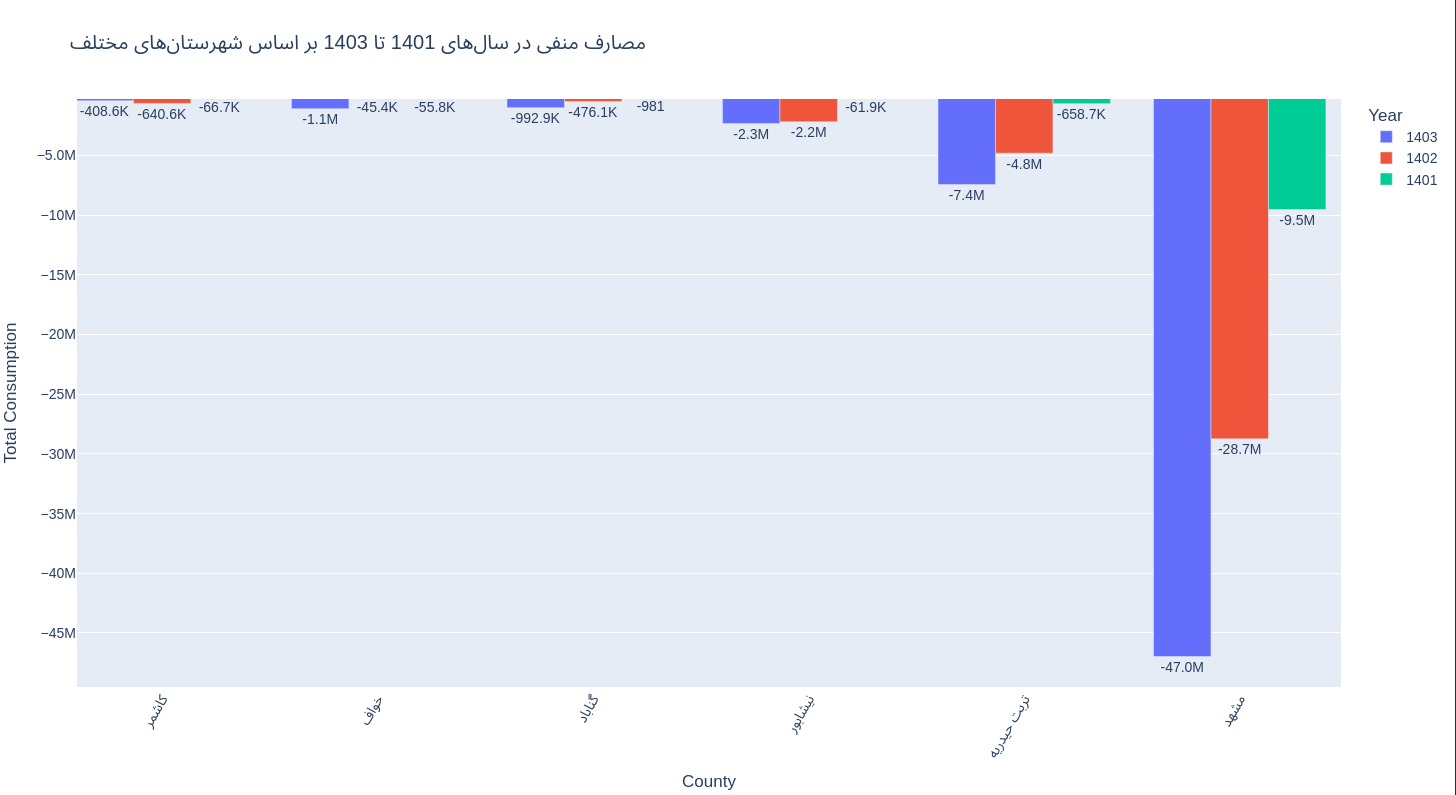 مصارف منفی در سال‌های 1401 تا 1403 بر اساس شهرستان‌های مختلف
-408.6K
-640.6K
-66.7K
-1.1M
-45.4K
-55.8K
-992.9K
-476.1K
-981
-2.3M
-2.2M
-61.9K
-7.4M
-4.8M
-658.7K
-47.0M
-28.7M
-9.5M
Year
1403
1402
1401
−5.0M
−10M
−15M
−20M
−25M
−30M
−35M
−40M
−45M
Total Consumption
کاشمر
خواف
گناباد
نیشابور
تربت حیدریه
مشهد
County